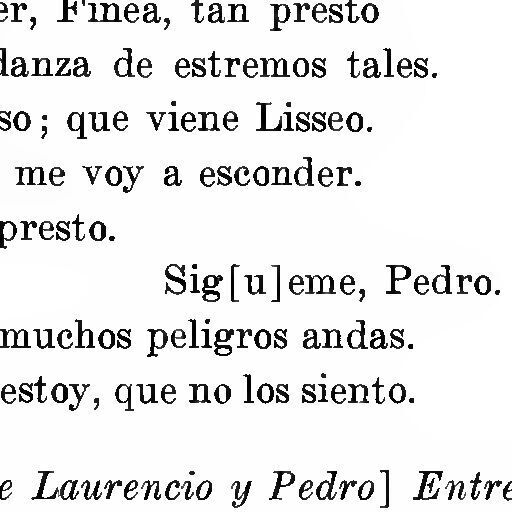 er, Finea, tan presto
danza de estremos tales.
so; que viene Lisseo.
me voy a esconder.
presto.
Sig[u]eme, Pedro.
muchos peligros andas.
estoy, que no los siento.
e Laurencio y Pedro] Entre